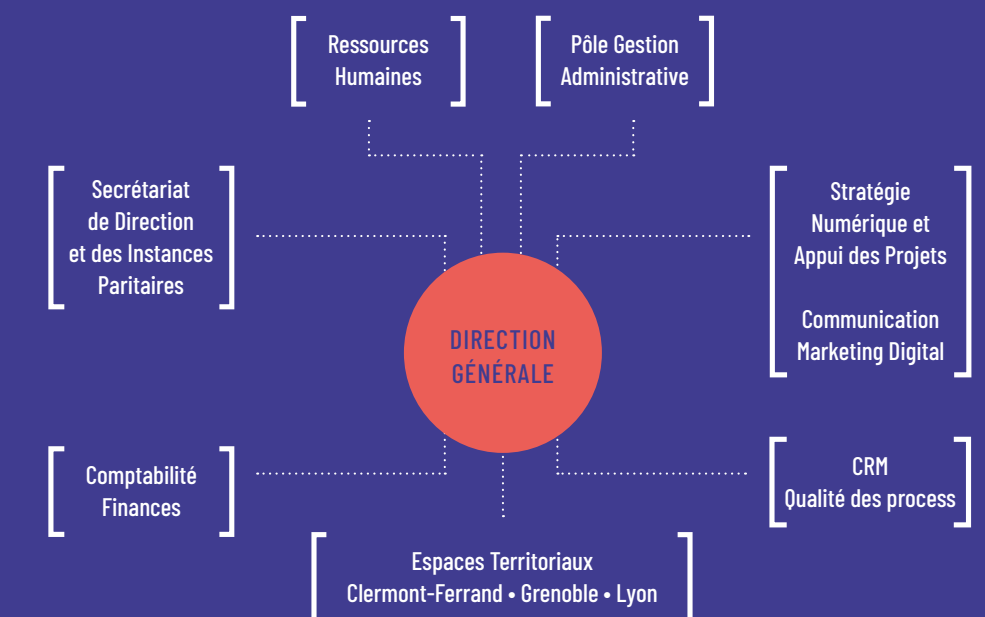 Ressources
Humaines
Pôle Gestion
Administrative
Secrétariat
de Direction
et des Instances
Paritaires
Stratégie
Numérique et
Appui des Projets
Communication
Marketing Digital
DIRECTION
GÉNÉRALE
Comptabilité
Finances
CRM
Qualité des process
Espaces Territoriaux
Clermont-Ferrand • Grenoble • Lyon